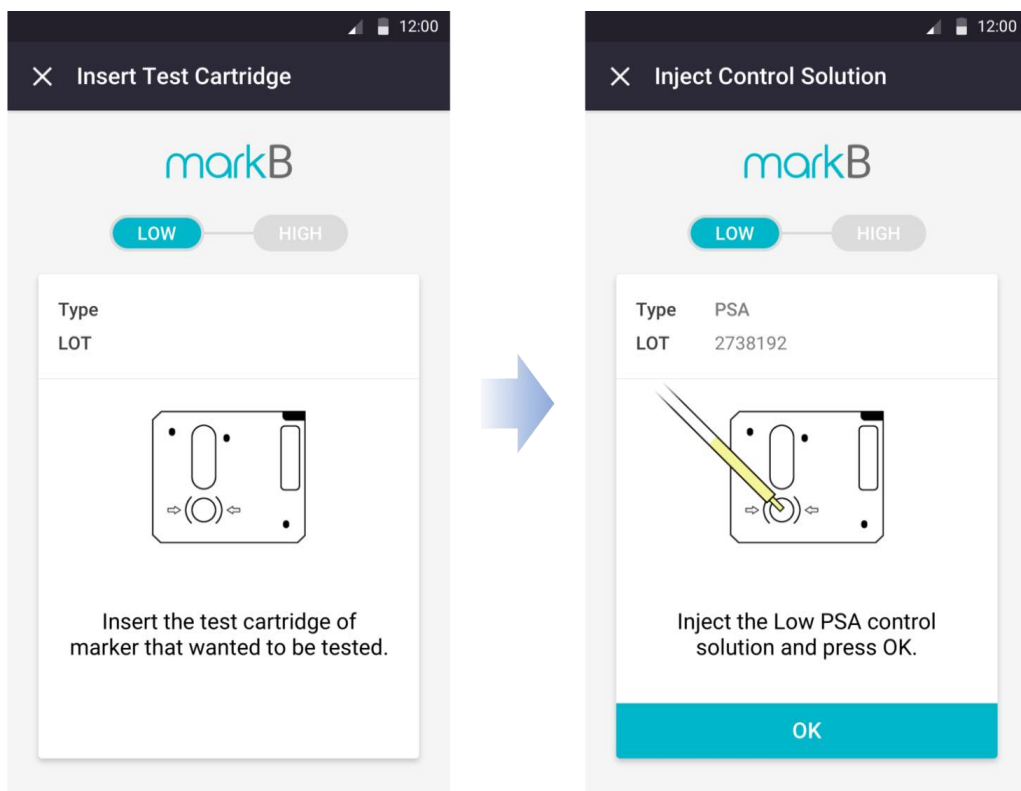 12:00
Insert Test Cartridge
markB
LOW
HIGH
Type
LOT
Insert the test cartridge of
marker that wanted to be tested.
12:00
Inject Control Solution
markB
LOW
HIGH
Type PSA
LOT 2738192
Inject the Low PSA control
solution and press OK.
OK